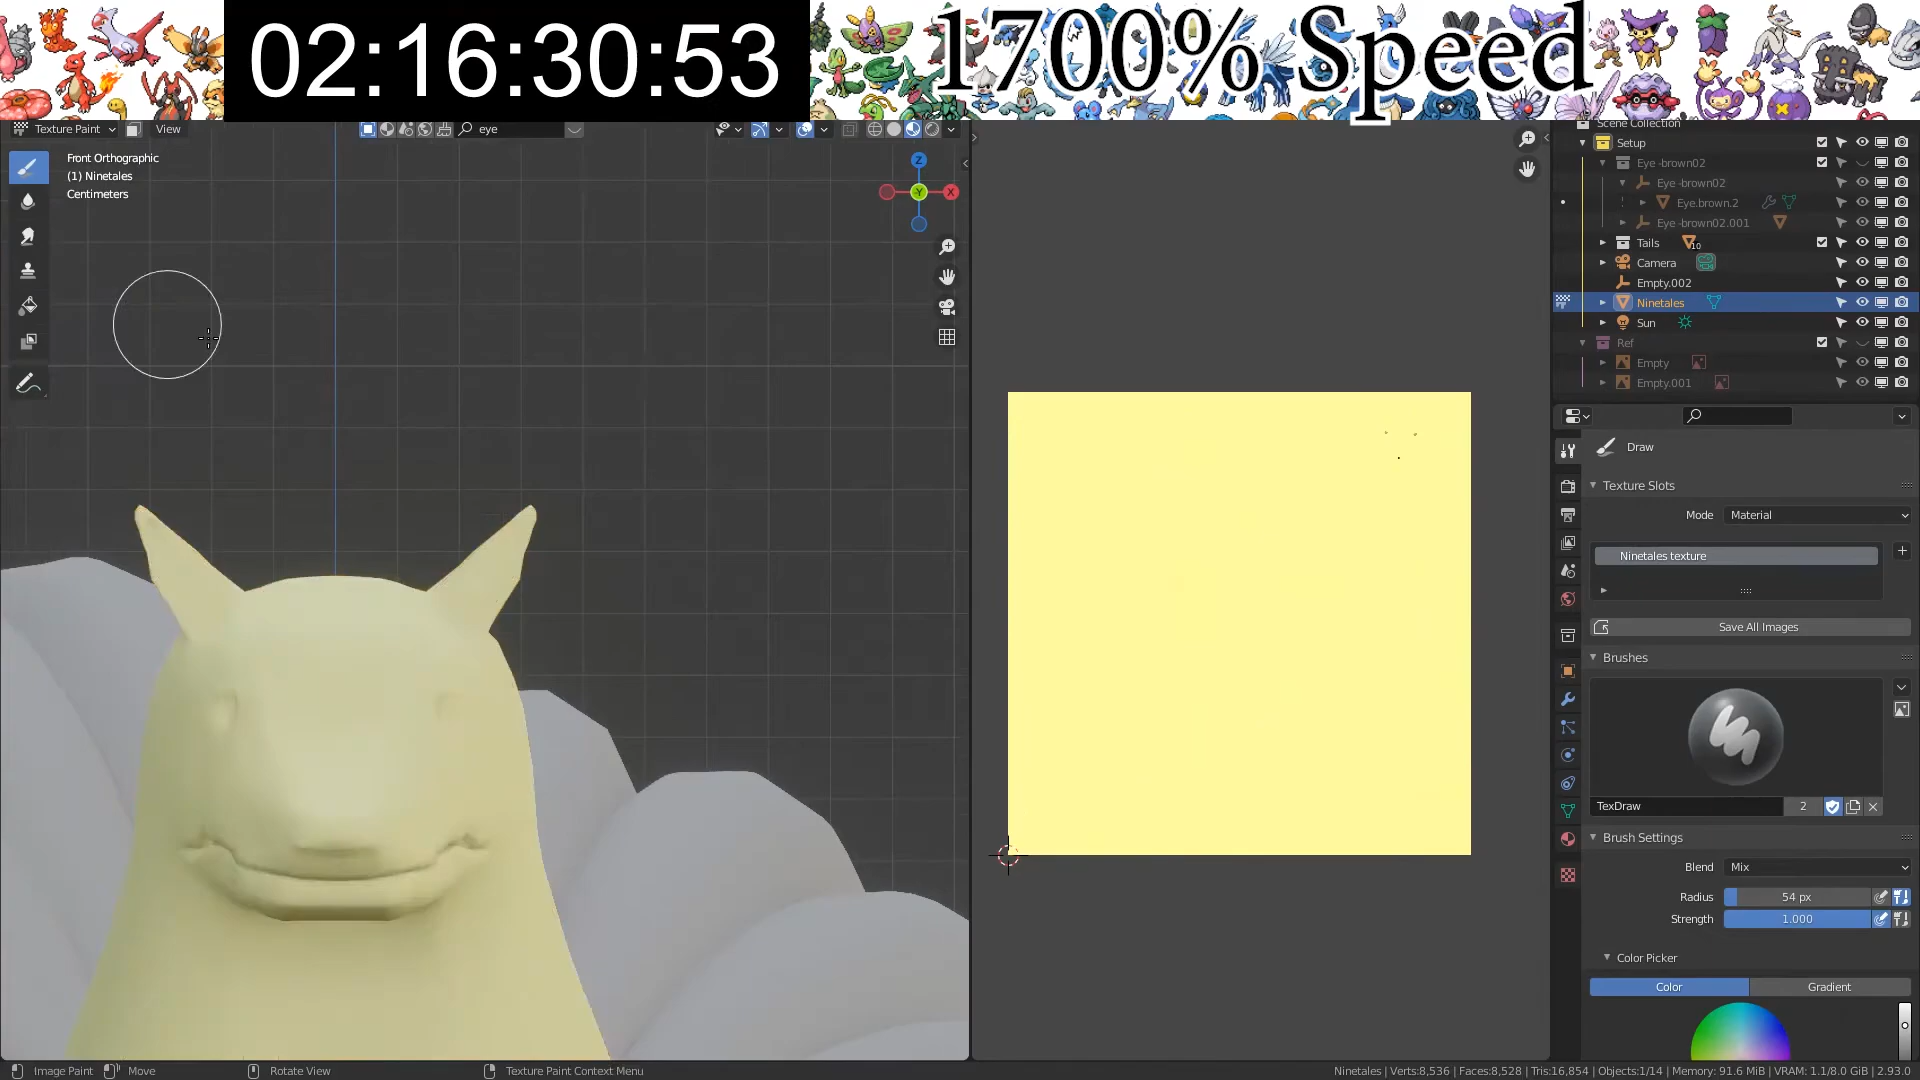 02:16:30:53
1700% Speed
Texture Paint
View
eye
Front Orthographic
(1) Ninetales
Centimeters
Z
Y
X
Scene Collection
Setup
Eye -brown02
Eye -brown02
Eye.brown.2
Eye -brown02.001
Tails
10
Camera
Empty.002
Ninetales
Sun
Ref
Empty
Empty.001
Draw
Texture Slots
Mode
Material
Ninetales texture
Save All Images
Brushes
TexDraw
2
Brush Settings
Blend
Mix
Radius
54 px
Strength
1.000
Color Picker
Color
Gradient
Image Paint
Move
Rotate View
Texture Paint Context Menu
Ninetales | Verts:8,536 | Faces:8,528 | Tris:16,854 | Objects:1/14 | Memory: 91.6 MiB | VRAM: 1.1/8.0 GiB | 2.93.0